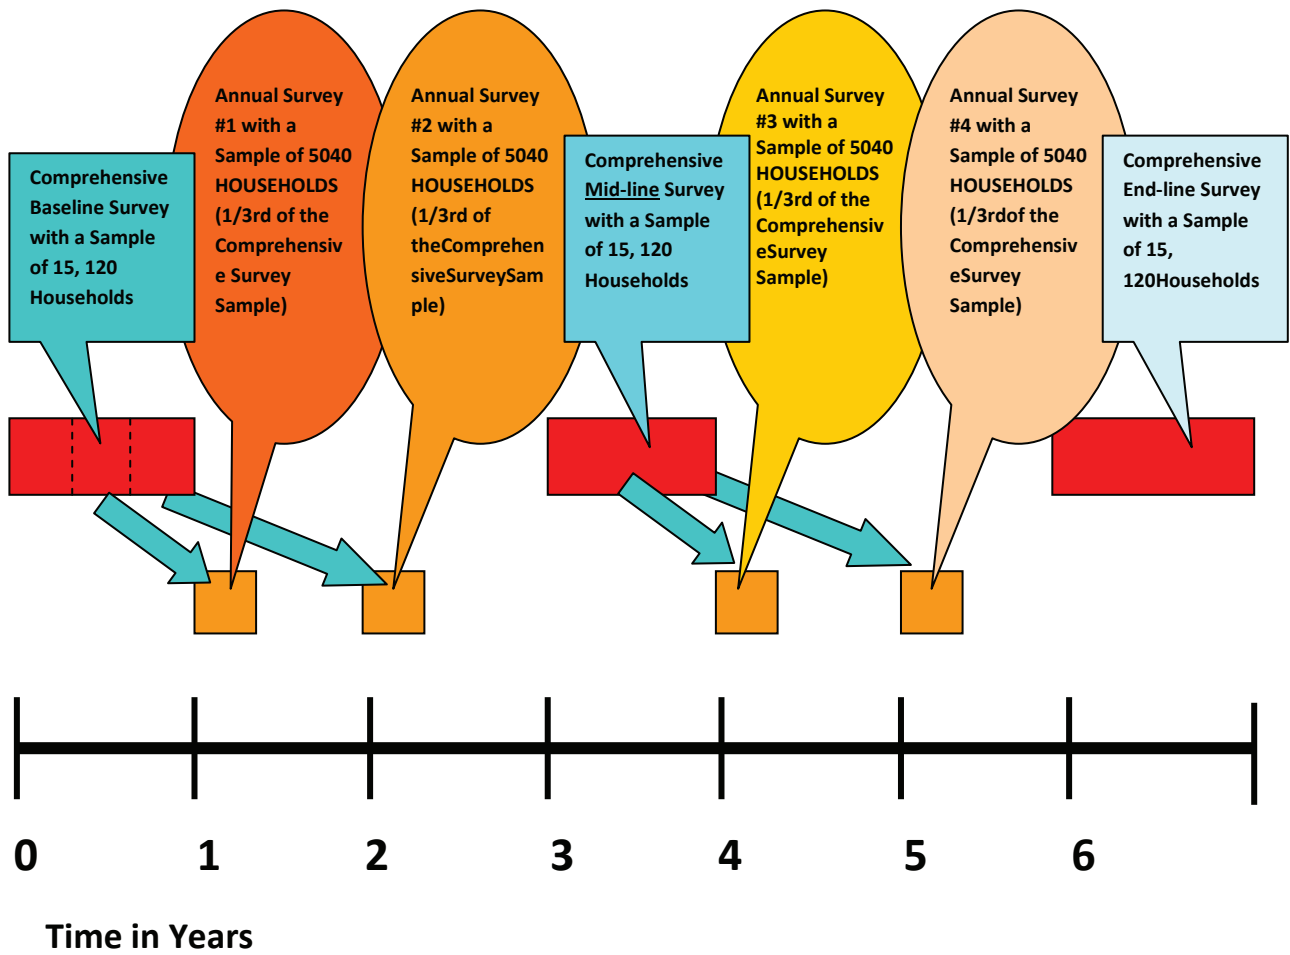 Comprehensive
Baseline Survey
with a Sample
of 15, 120
Households
Annual Survey
#1 with a
Sample of 5040
HOUSEHOLDS
(1/3rd of the
Comprehensiv
e Survey
Sample)
Annual Survey
#2 with a
Sample of 5040
HOUSEHOLDS
(1/3rd of
theComprehen
siveSurveySam
ple)
Comprehensive
Mid-line Survey
with a Sample
of 15, 120
Households
Annual Survey
#3 with a
Sample of 5040
HOUSEHOLDS
(1/3rd of the
Comprehensiv
eSurvey
Sample)
Annual Survey
#4 with a
Sample of 5040
HOUSEHOLDS
(1/3rdof the
Comprehensiv
eSurvey
Sample)
Comprehensive
End-line Survey
with a Sample
of 15,
120Households
0 1 2 3 4 5 6
Time in Years